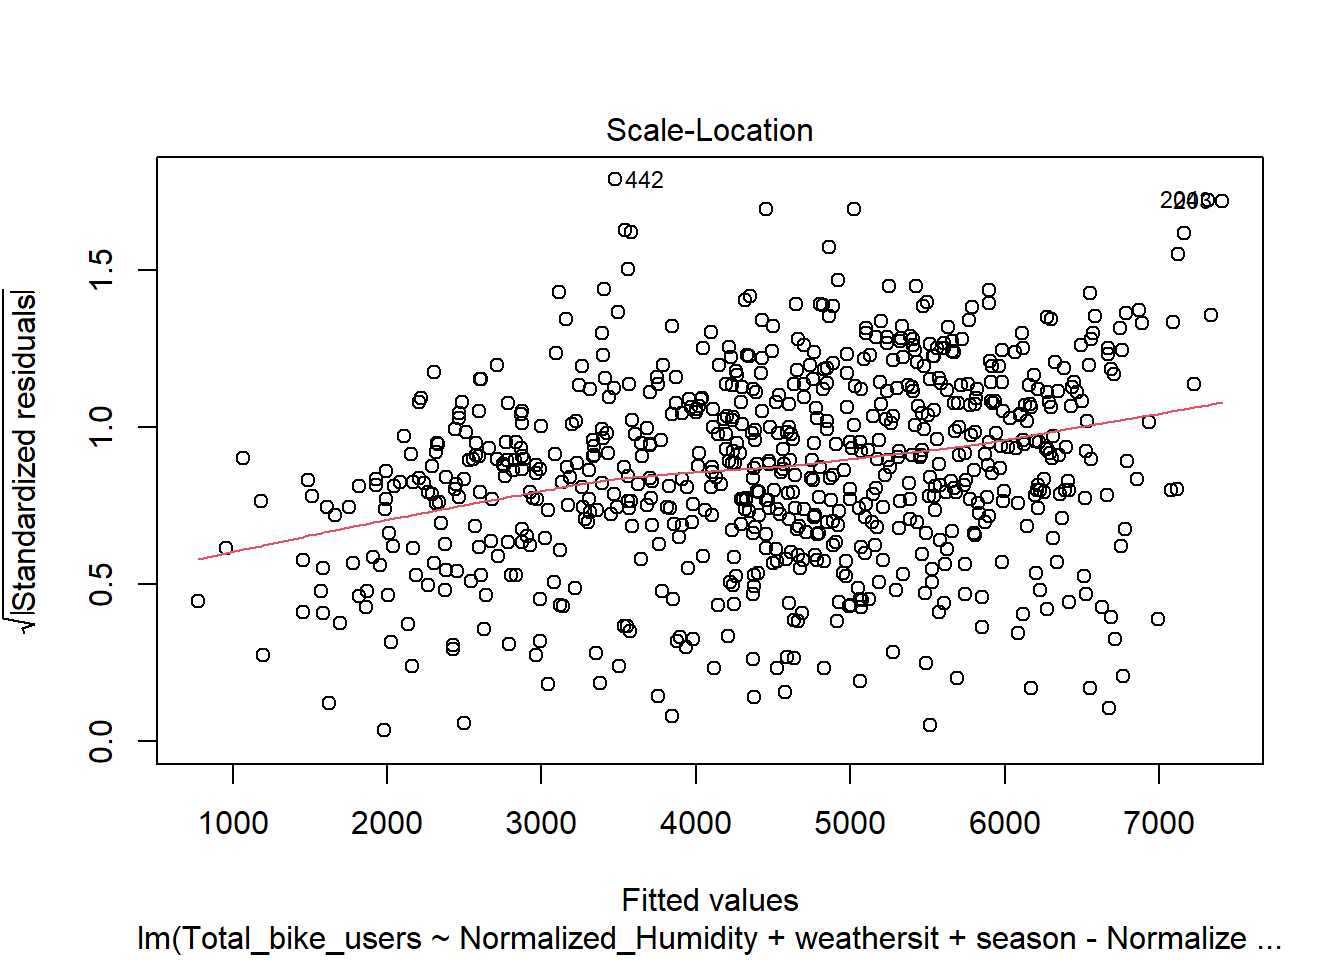 Scale-Location
442
203
√|Standardized residuals|
1.5
1.0
0.5
0.0
1000 2000 3000 4000 5000 6000 7000
Fitted values
lm(Total_bike_users ~ Normalized_Humidity + weathersit + season - Normalize ...